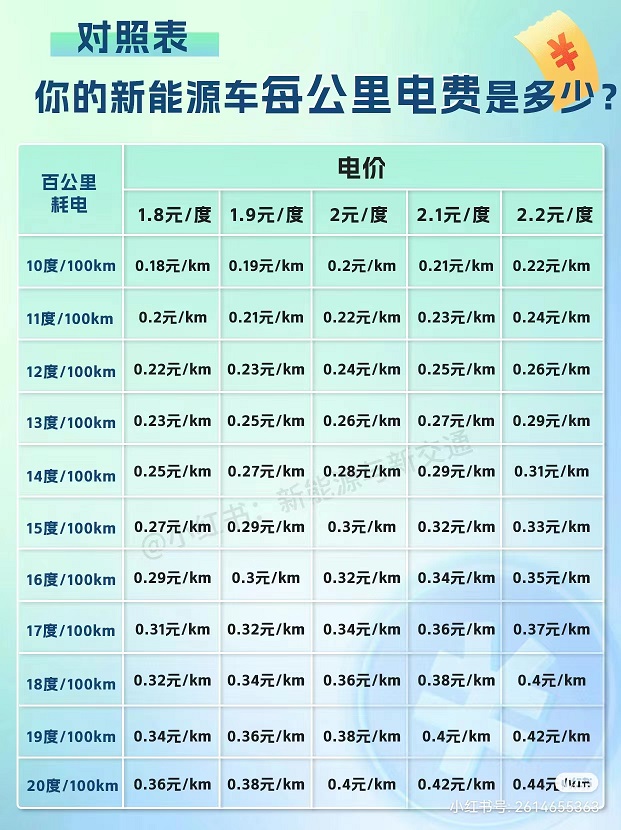 对照表
你的新能源车每公里电费是多少?
百公里
耗电
电价
1.8元/度 1.9元/度 2元/度 2.1元/度 2.2元/度
10度/100km 0.18元/km 0.19元/km 0.2元/km 0.21元/km 0.22元/km
11度/100km 0.2元/km 0.21元/km 0.22元/km 0.23元/km 0.24元/km
12度/100km 0.22元/km 0.23元/km 0.24元/km 0.25元/km 0.26元/km
13度/100km 0.23元/km 0.25元/km 0.26元/km 0.27元/km 0.29元/km
14度/100km 0.25元/km 0.27元/km 0.28元/km 0.29元/km 0.31元/km
@小红书:新能源与新交通
15度/100km 0.27元/km 0.29元/km 0.3元/km 0.32元/km 0.33元/km
16度/100km 0.29元/km 0.3元/km 0.32元/km 0.34元/km 0.35元/km
17度/100km 0.31元/km 0.32元/km 0.34元/km 0.36元/km 0.37元/km
18度/100km 0.32元/km 0.34元/km 0.36元/km 0.38元/km 0.4元/km
19度/100km 0.34元/km 0.36元/km 0.38元/km 0.4元/km 0.42元/km
20度/100km 0.36元/km 0.38元/km 0.4元/km 0.42元/km 0.44元
小红书
小红书号: 2614655363